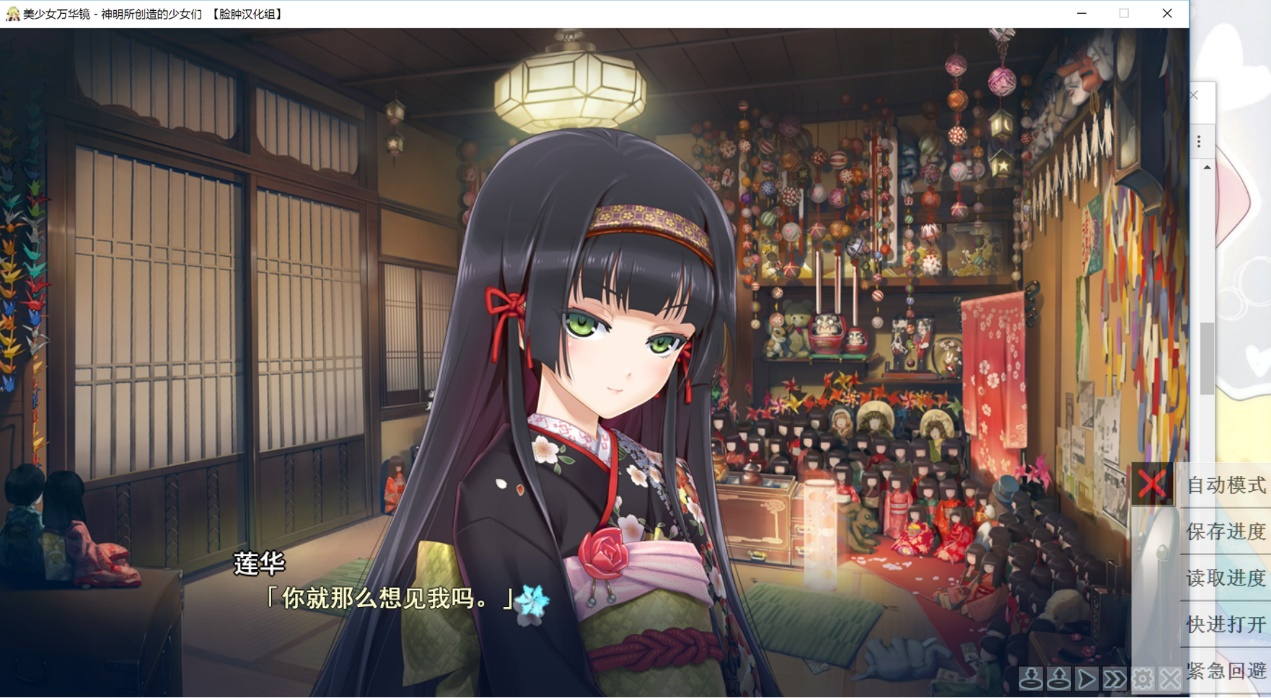 美少女万华镜 - 神明所创造的少女们 【脸肿汉化组】
莲华
「你就那么想见我吗。」
自动模式
保存进度
读取进度
快进打开
紧急回避